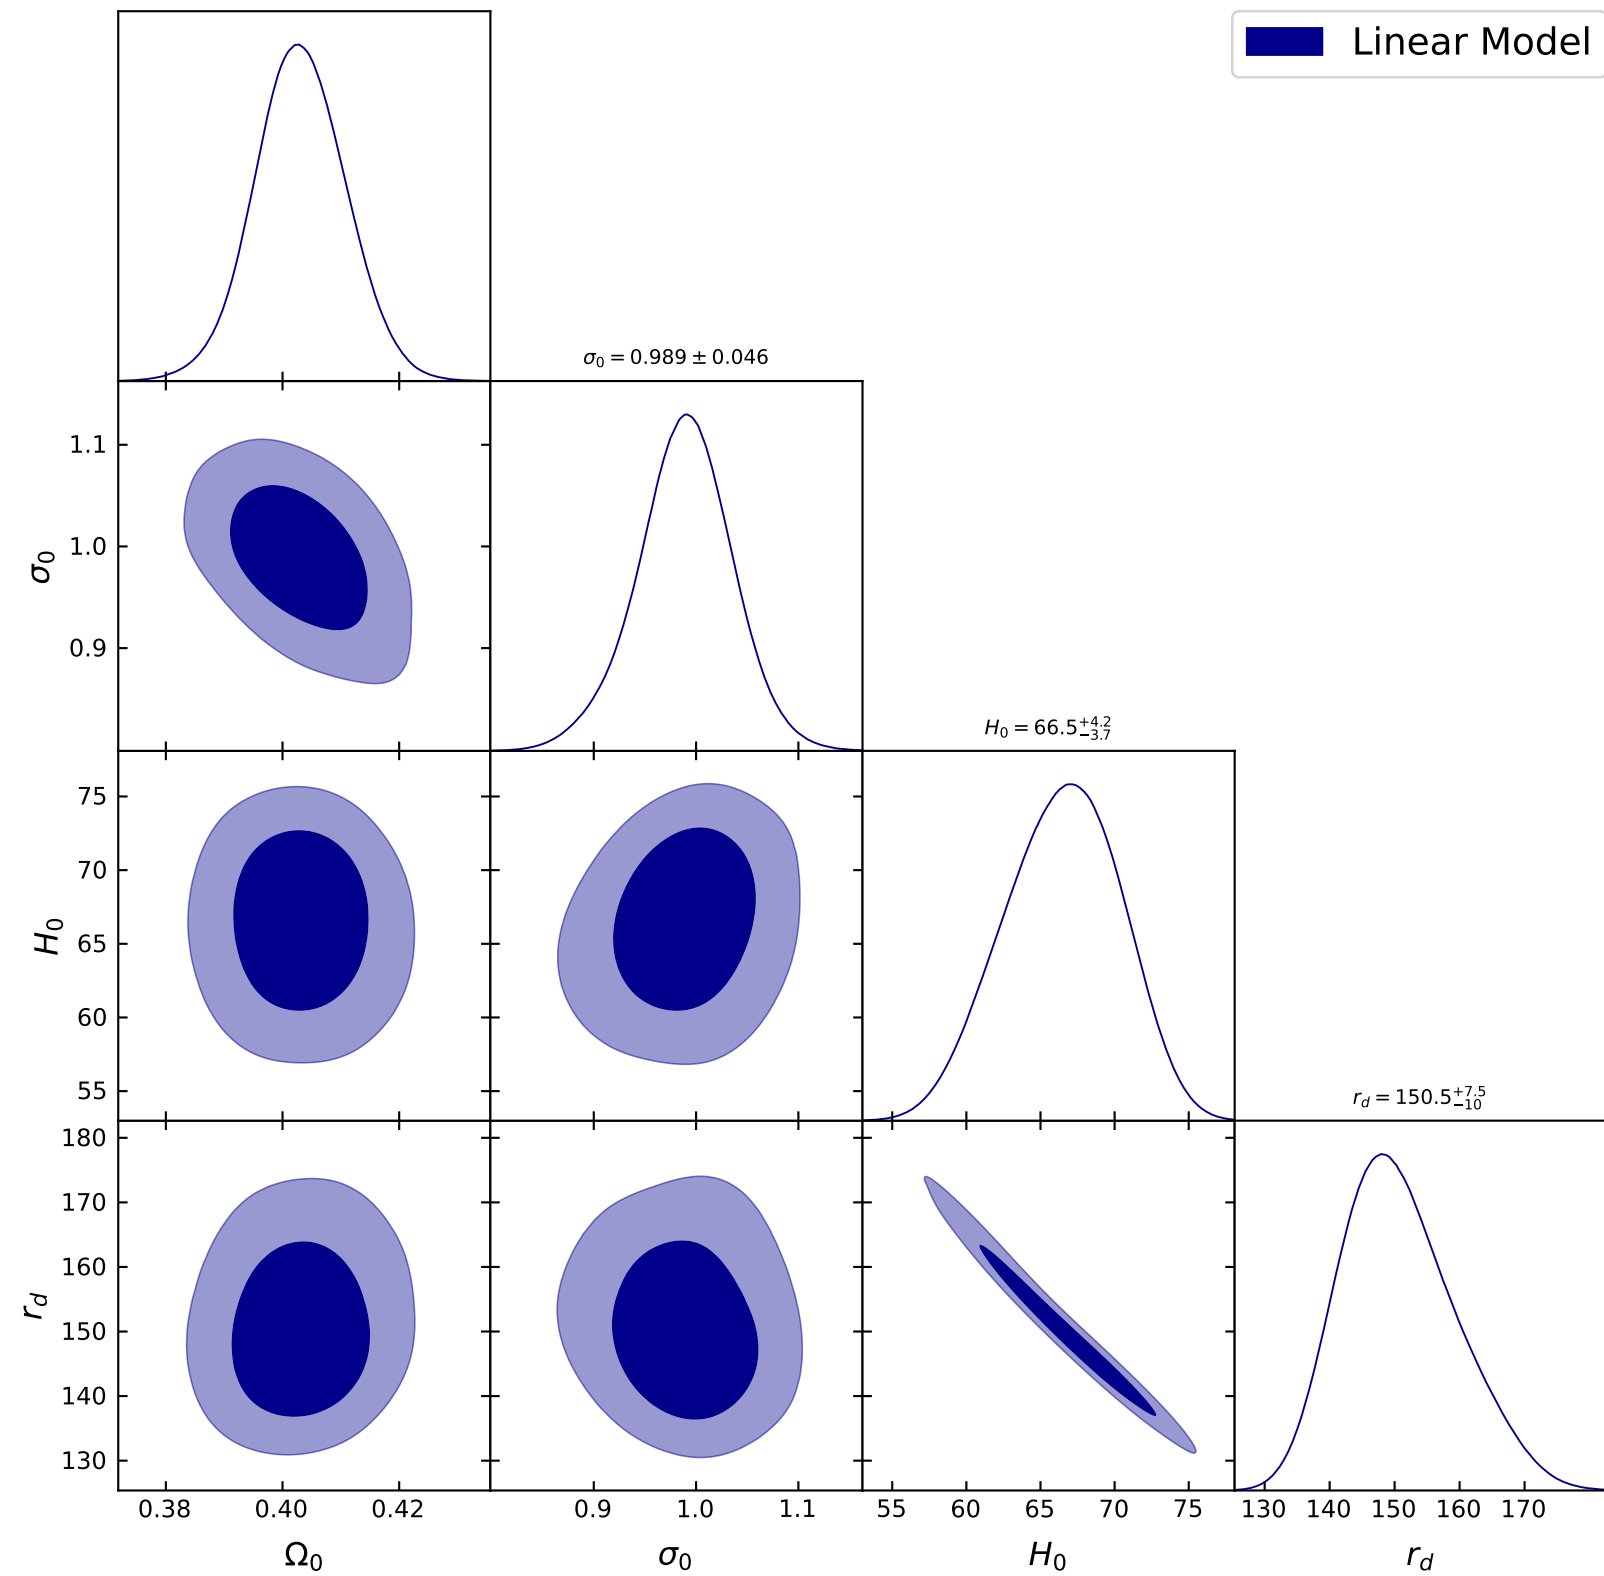 Linear Model
σ₀ = 0.989 ± 0.046
1.1
1.0
0.9
σ₀
H₀ = 66.5⁺⁴·²₋₃.₇
75
70
65
60
55
H₀
r_d = 150.5⁺⁷·⁵₋₁₀
180
170
160
150
140
130
r_d
0.38 0.40 0.42
0.9 1.0 1.1
55 60 65 70 75
130 140 150 160 170
Ω₀
σ₀
H₀
r_d